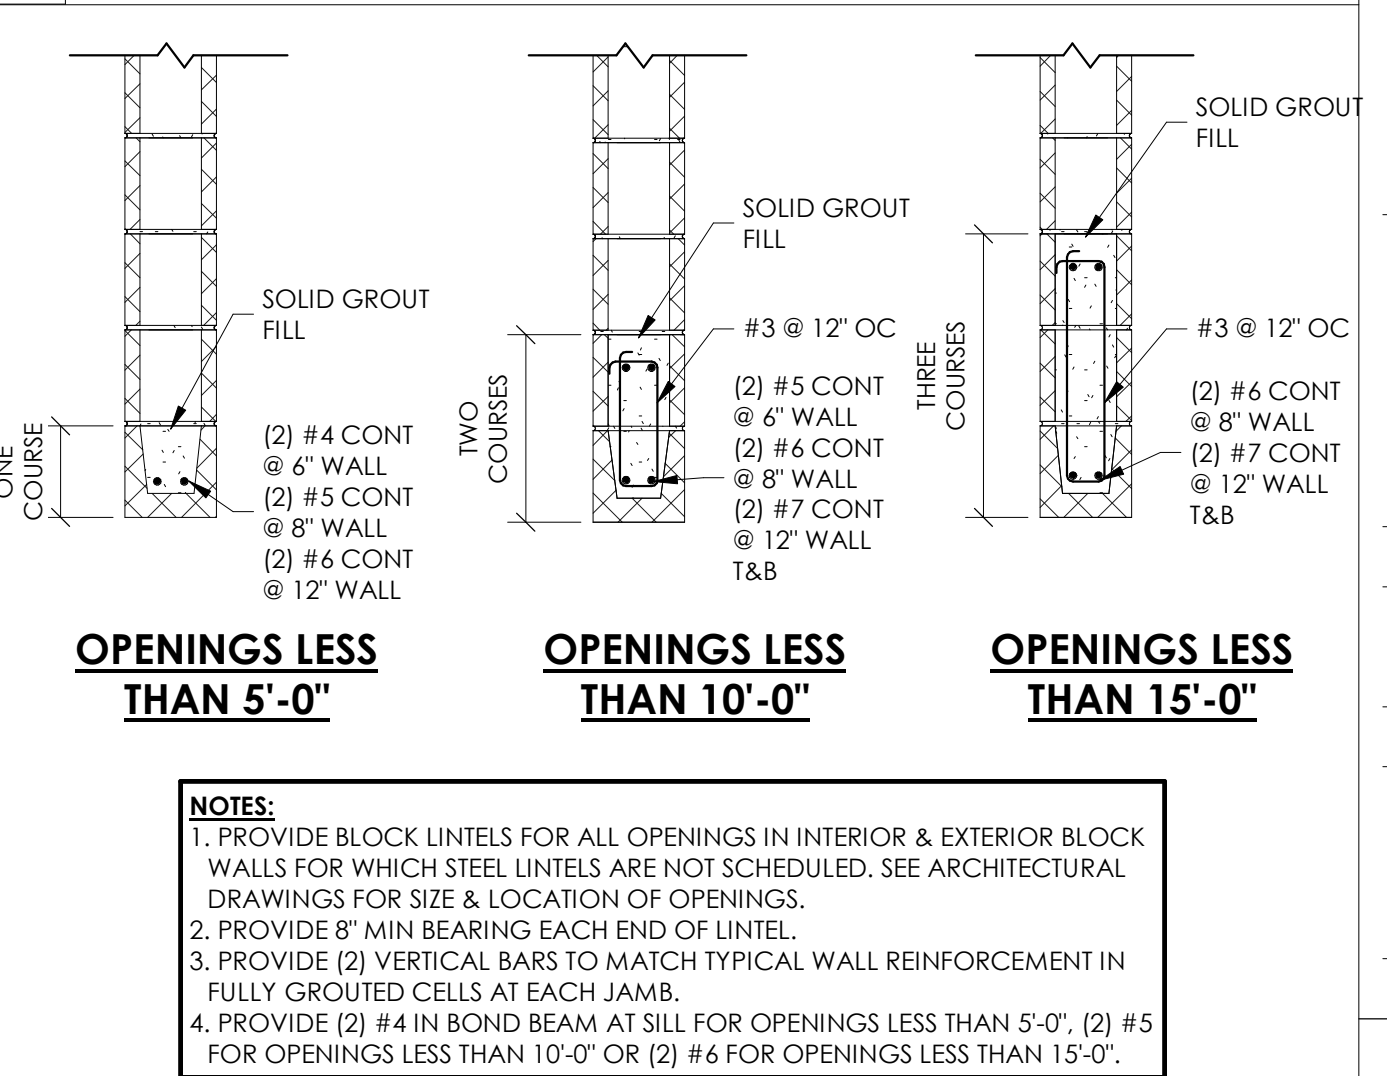 SOLID GROUT
FILL
ONE
COURSE
(2) #4 CONT
@ 6" WALL
(2) #5 CONT
@ 8" WALL
(2) #6 CONT
@ 12" WALL
OPENINGS LESS
THAN 5'-0"
SOLID GROUT
FILL
#3 @ 12" OC
TWO
COURSES
(2) #5 CONT
@ 6" WALL
(2) #6 CONT
@ 8" WALL
(2) #7 CONT
@ 12" WALL
T&B
OPENINGS LESS
THAN 10'-0"
SOLID GROUT
FILL
#3 @ 12" OC
THREE
COURSES
(2) #6 CONT
@ 8" WALL
(2) #7 CONT
@ 12" WALL
T&B
OPENINGS LESS
THAN 15'-0"
NOTES:
1. PROVIDE BLOCK LINTELS FOR ALL OPENINGS IN INTERIOR & EXTERIOR BLOCK
WALLS FOR WHICH STEEL LINTELS ARE NOT SCHEDULED. SEE ARCHITECTURAL
DRAWINGS FOR SIZE & LOCATION OF OPENINGS.
2. PROVIDE 8" MIN BEARING EACH END OF LINTEL.
3. PROVIDE (2) VERTICAL BARS TO MATCH TYPICAL WALL REINFORCEMENT IN
FULLY GROUTED CELLS AT EACH JAMB.
4. PROVIDE (2) #4 IN BOND BEAM AT SILL FOR OPENINGS LESS THAN 5'-0", (2) #5
FOR OPENINGS LESS THAN 10'-0" OR (2) #6 FOR OPENINGS LESS THAN 15'-0".